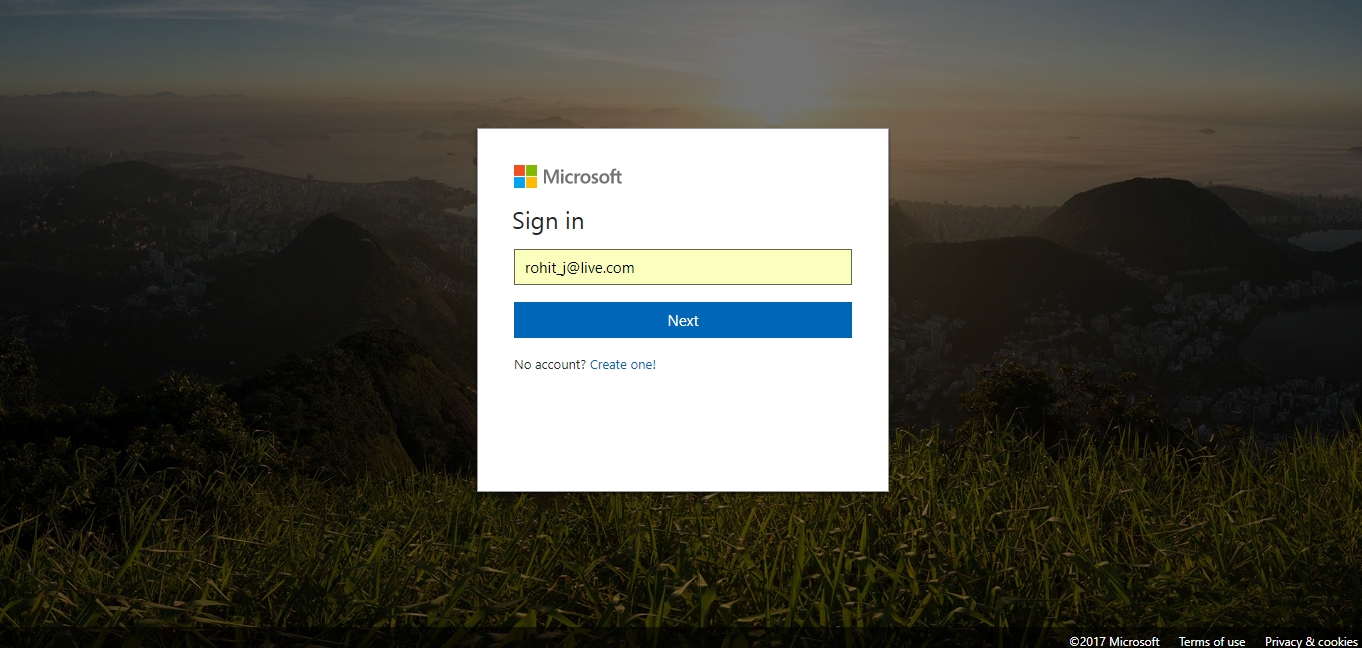 Microsoft
Sign in
rohit_j@live.com
Next
No account? Create one!
©2017 Microsoft Terms of use Privacy & cookies